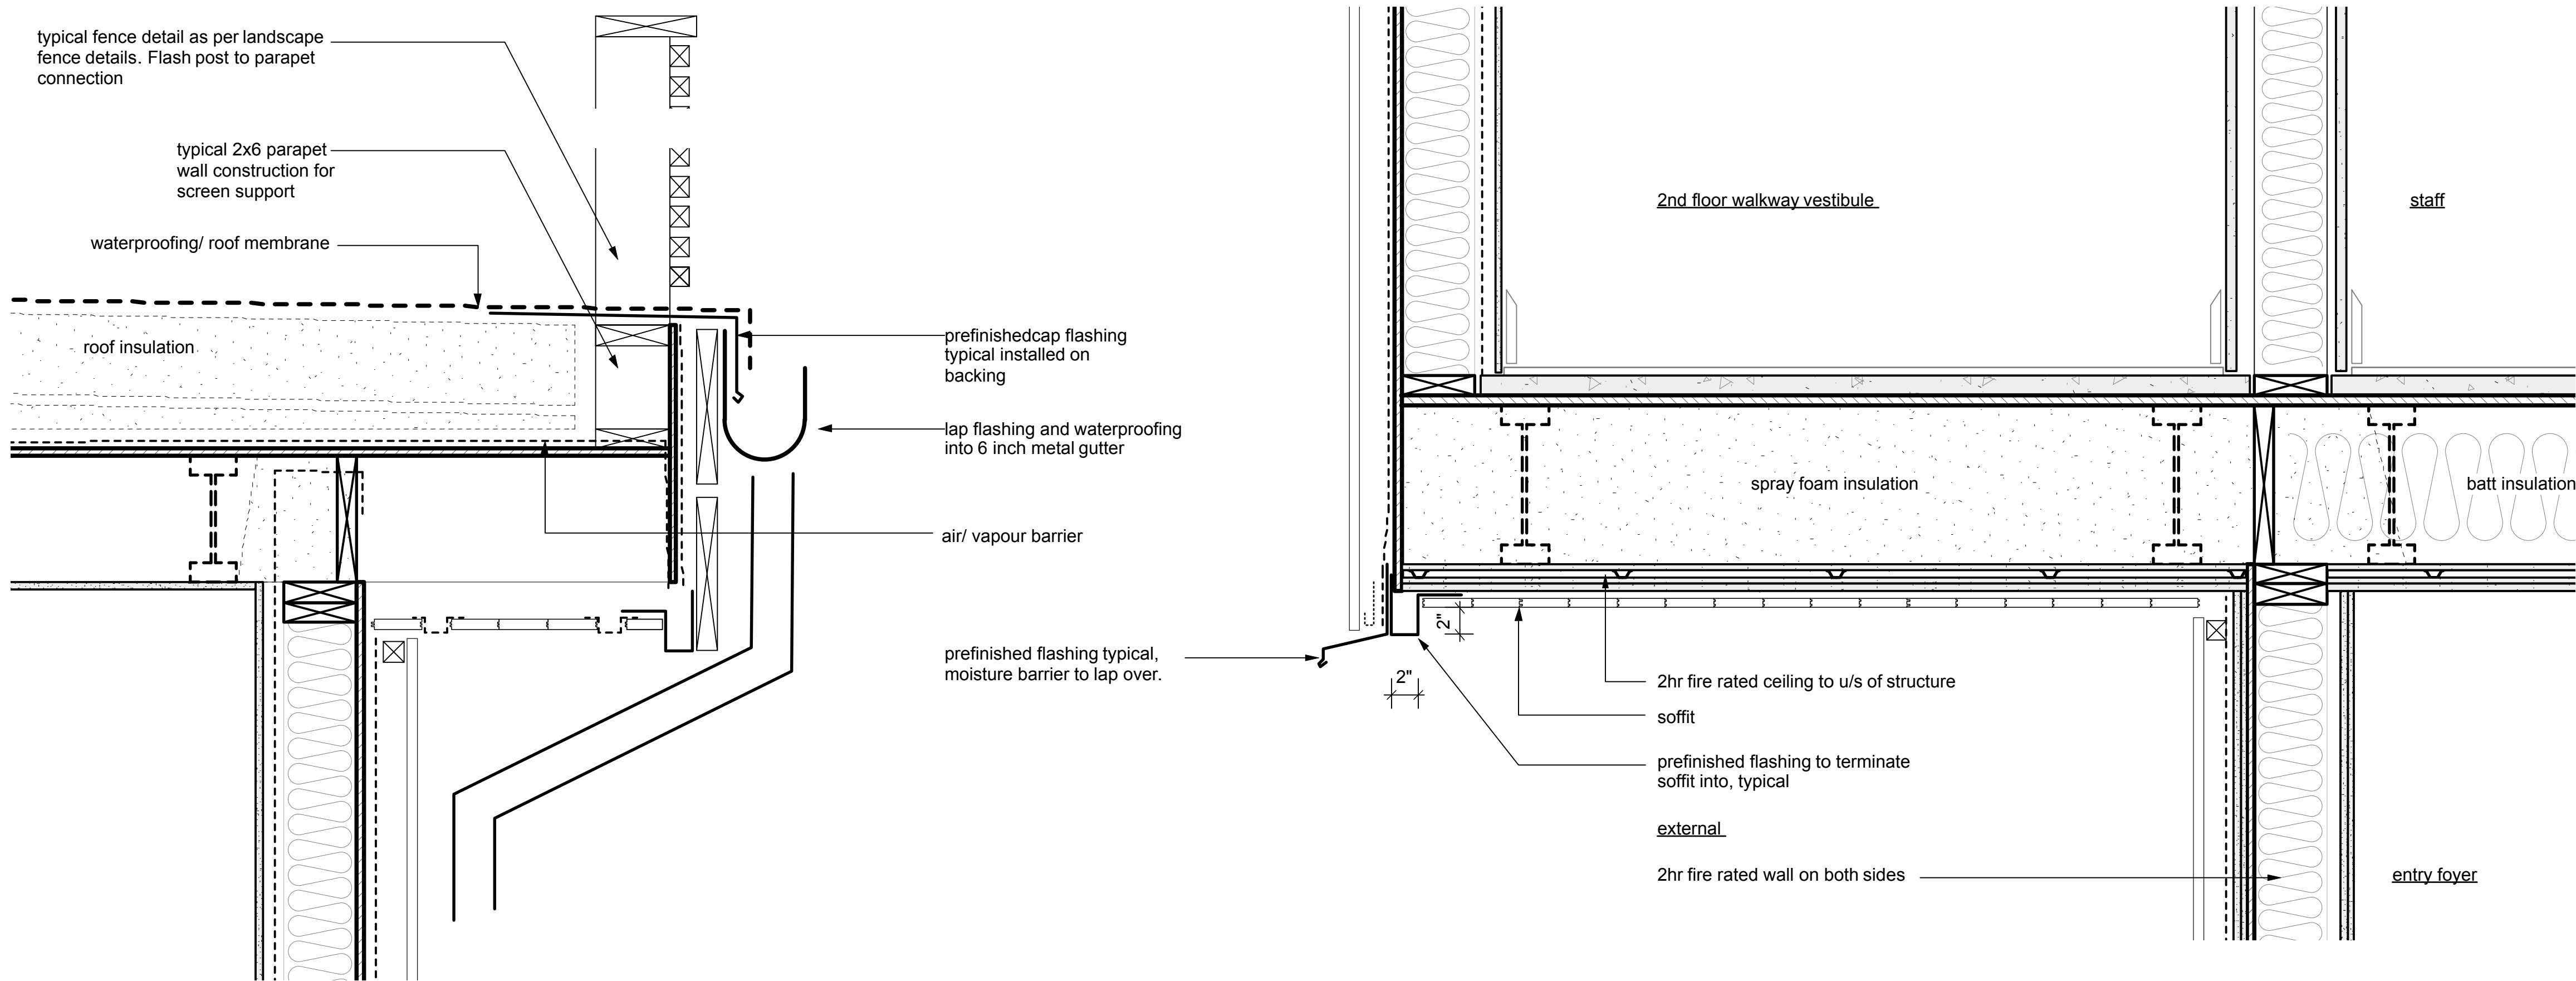 typical fence detail as per landscape
fence details. Flash post to parapet
connection
typical 2x6 parapet
wall construction for
screen support
waterproofing/ roof membrane
roof insulation
prefinishedcap flashing
typical installed on
backing
lap flashing and waterproofing
into 6 inch metal gutter
air/ vapour barrier
prefinished flashing typical,
moisture barrier to lap over.
2nd floor walkway vestibule
staff
spray foam insulation
batt insulation
2"
2"
2hr fire rated ceiling to u/s of structure
soffit
prefinished flashing to terminate
soffit into, typical
external
2hr fire rated wall on both sides
entry foyer